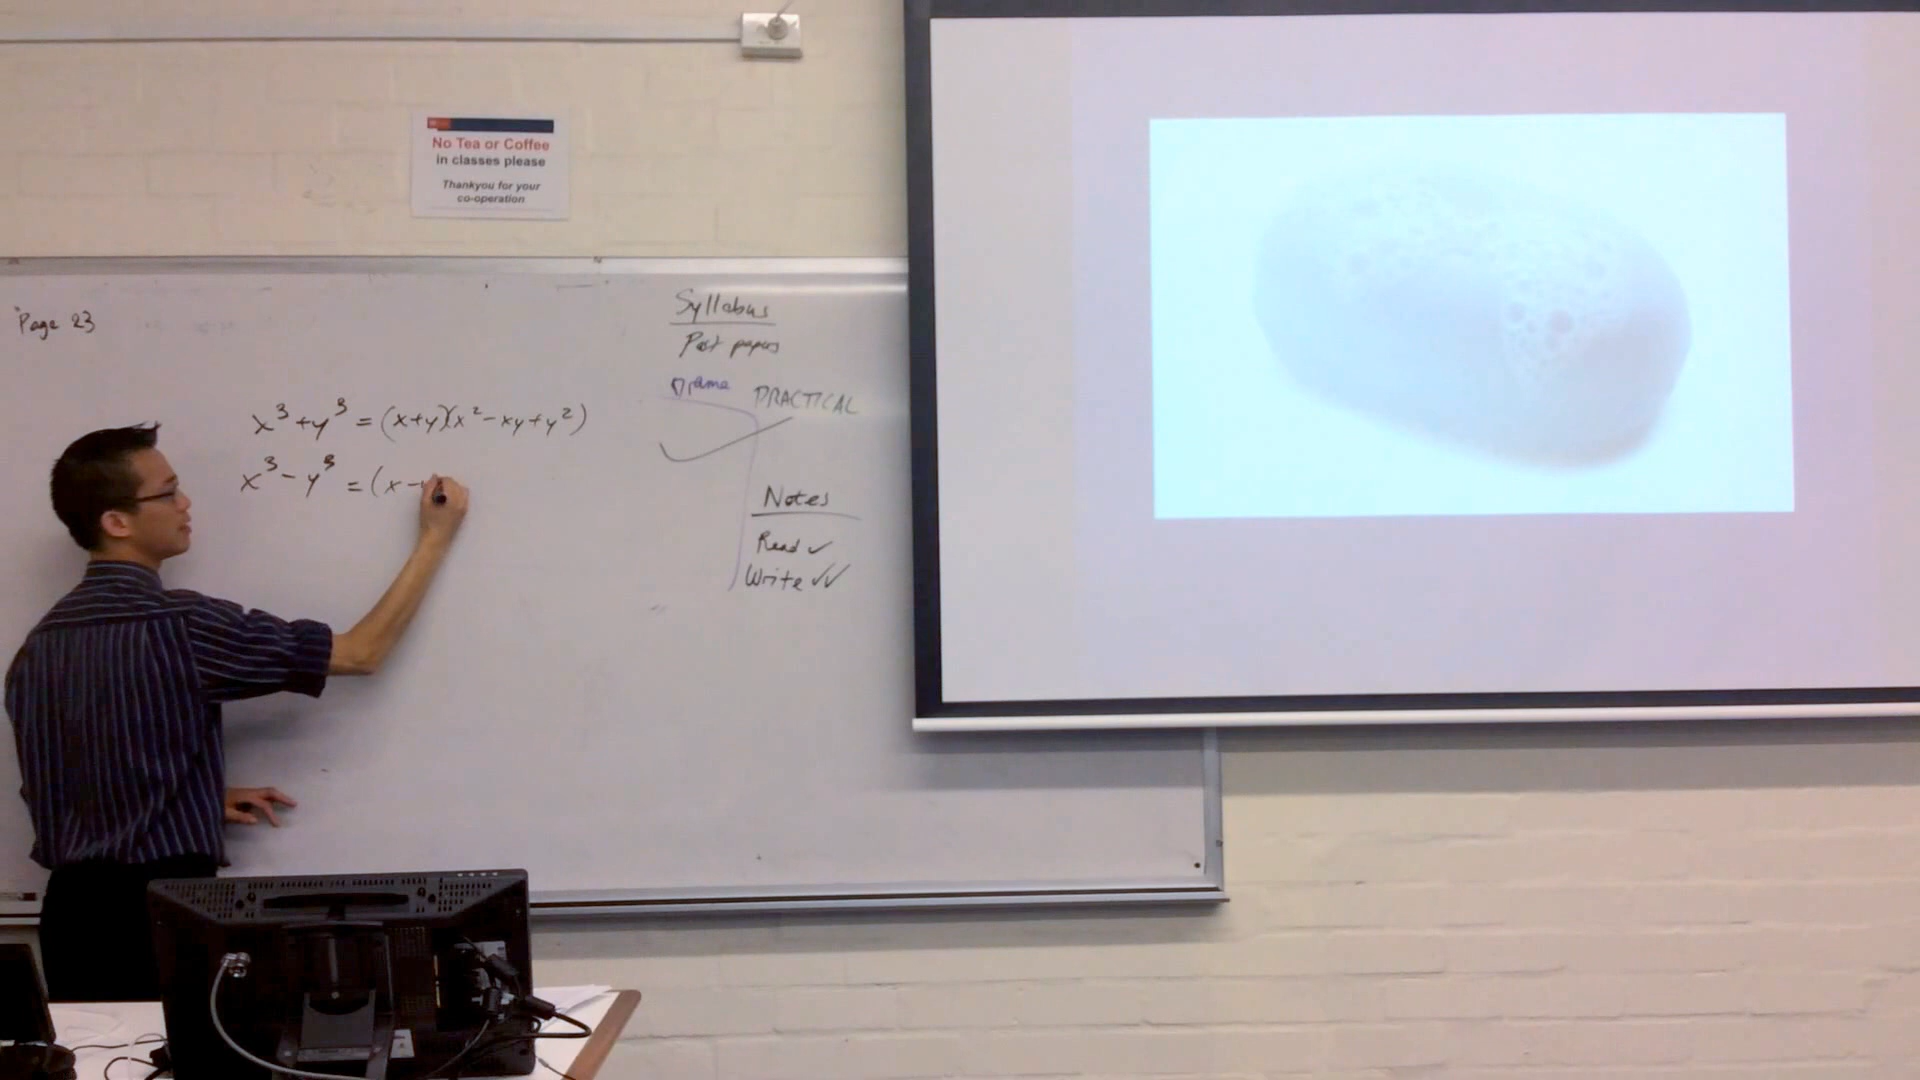 No Tea or Coffee
in classes please
Thankyou for your
co-operation
Page 23
x³+y³ = (x+y)(x²-xy+y²)
x³-y³ = (x-
Syllabus
Past papers
Drama
PRACTICAL
Notes
Read ✓
Write ✓✓